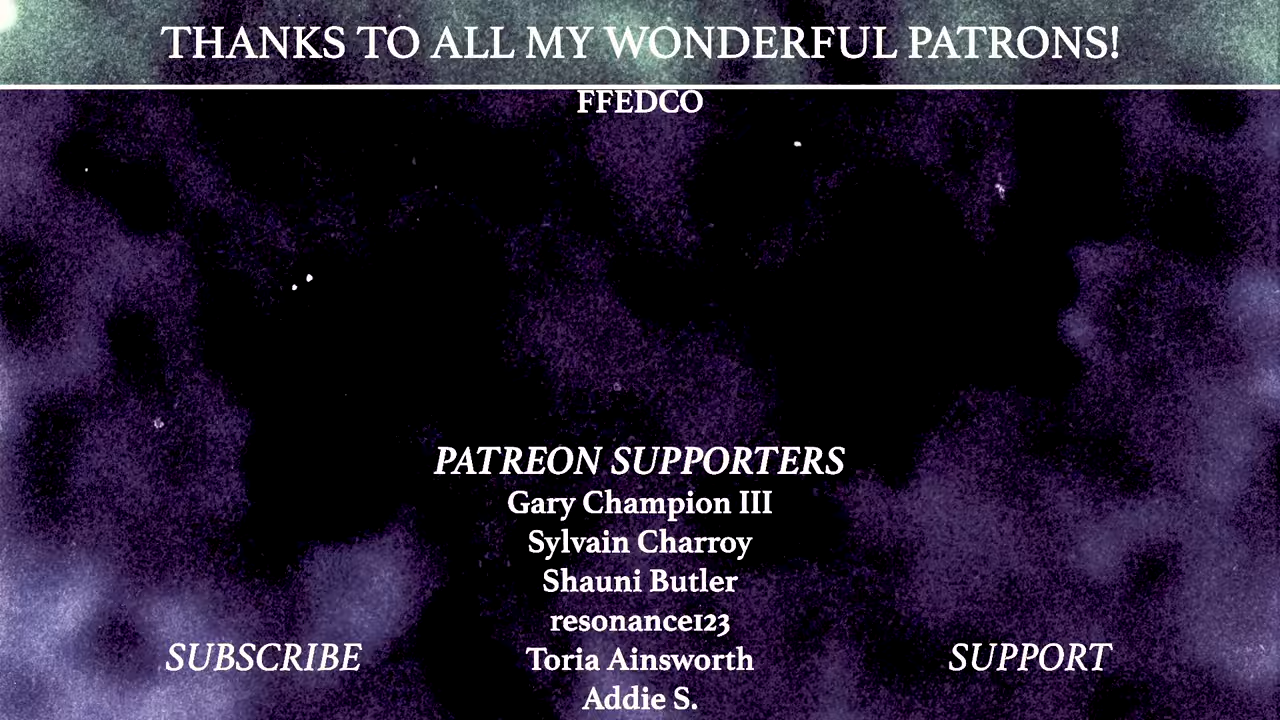 THANKS TO ALL MY WONDERFUL PATRONS!
FFEDCO
PATREON SUPPORTERS
Gary Champion III
Sylvain Charroy
Shauni Butler
resonance123
Toria Ainsworth
Addie S.
SUBSCRIBE
SUPPORT